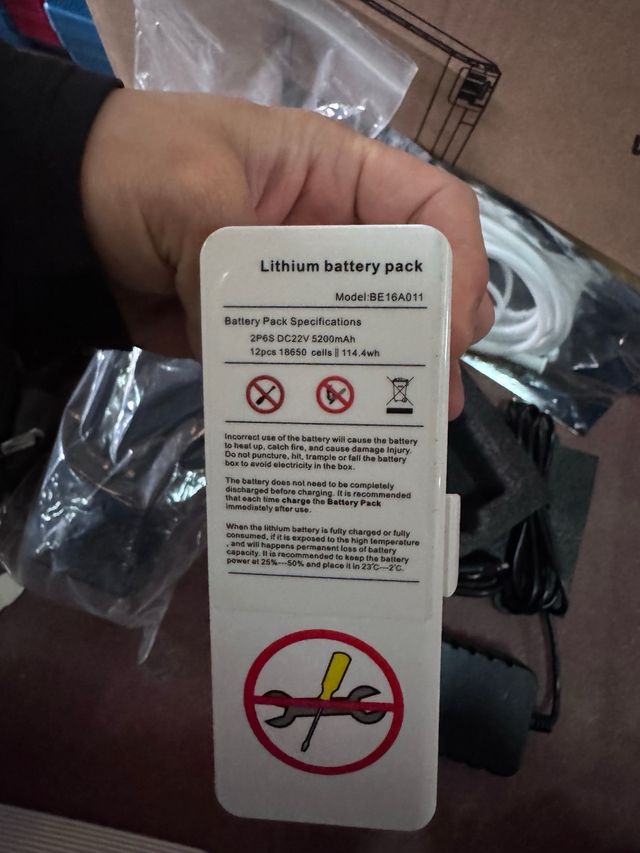 Lithium battery pack
Model:BE16A011
Battery Pack Specifications
2P6S DC22V 5200mAh
12pcs 18650 cells || 114.4wh
Incorrect use of the battery will cause the battery
to heat up, catch fire, and cause damage Injury.
Do not puncture, hit, trample or fall the battery
box to avoid electricity in the box.
The battery does not need to be completely
discharged before charging. It is recommended
that each time charge the Battery Pack
immediately after use.
When the lithium battery is fully charged or fully
consumed, if it is exposed to the high temperature
, and will happens permanent loss of battery
capacity. It is recommended to keep the battery
power at 25%---50% and place it in 23℃---2℃.